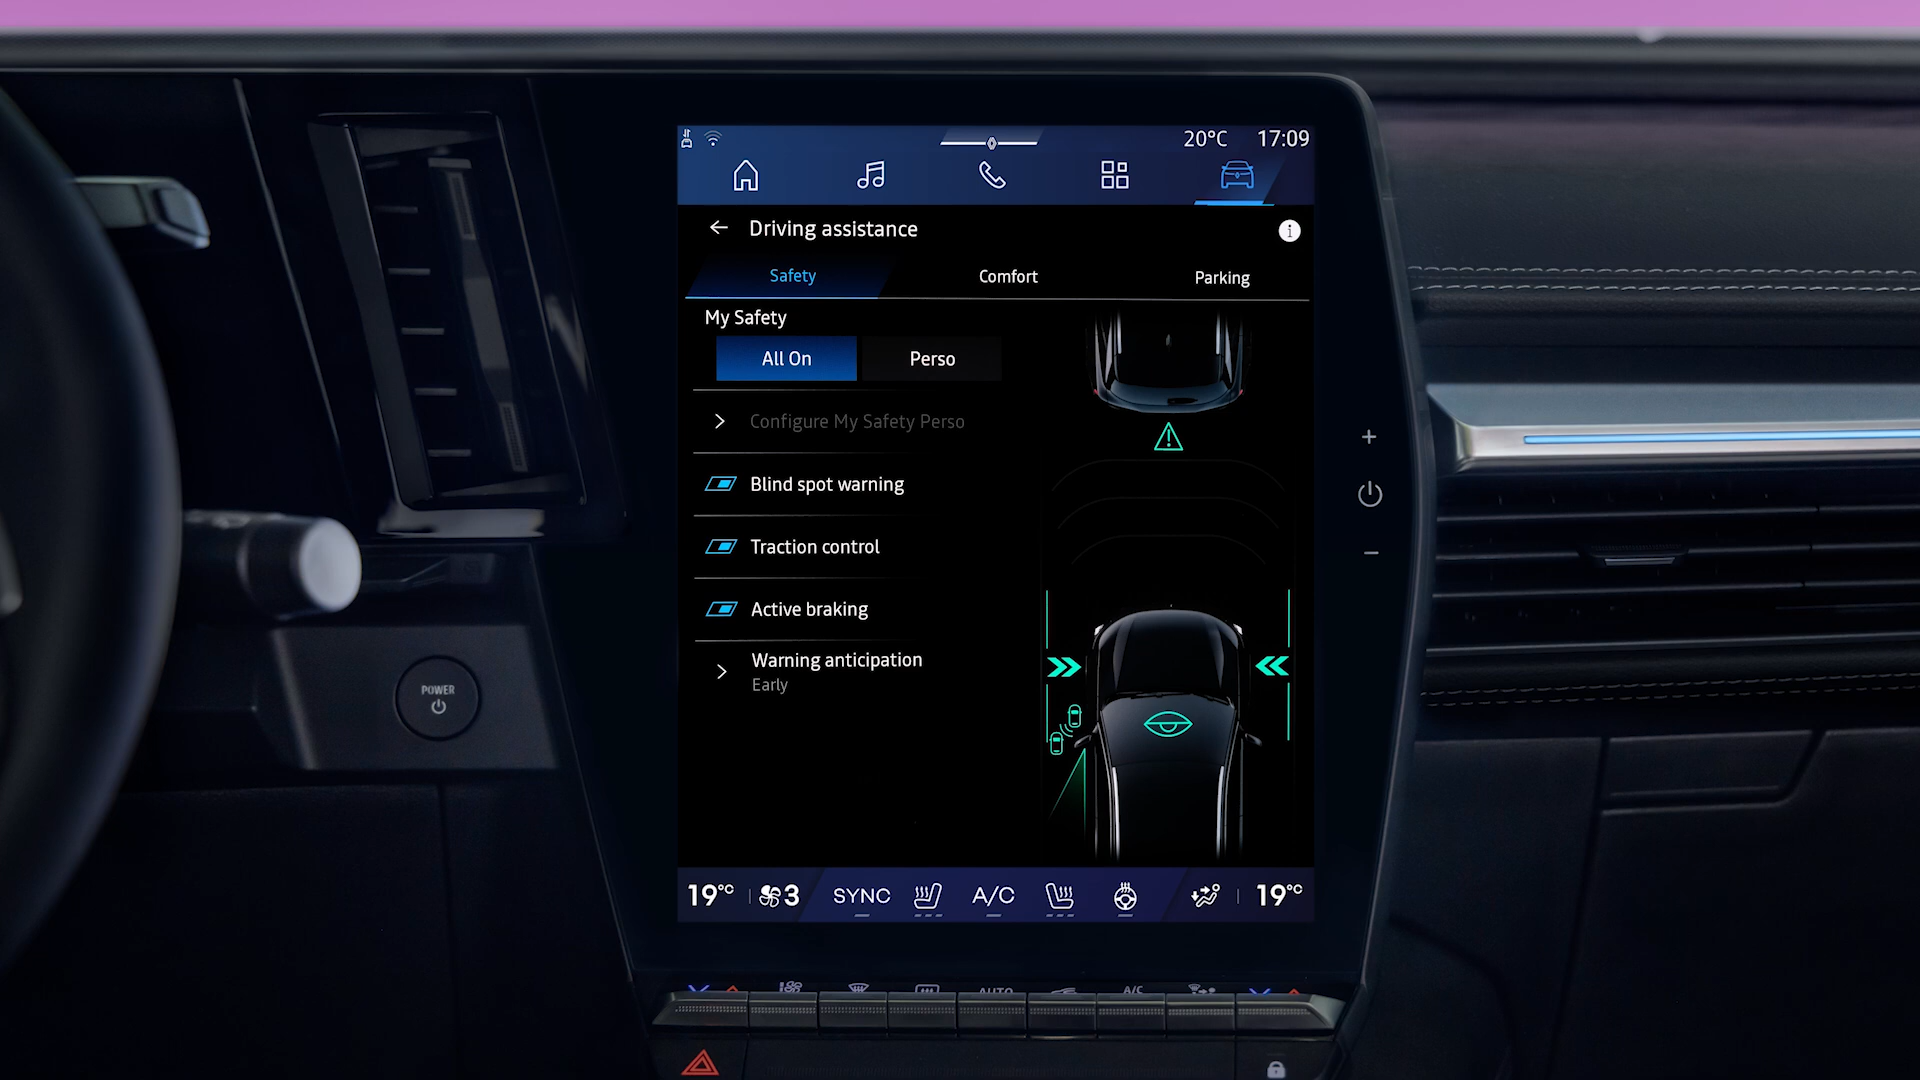 20°C 17:09
Driving assistance
Safety Comfort Parking
My Safety
All On Perso
Configure My Safety Perso
Blind spot warning
Traction control
Active braking
Warning anticipation
Early
19°C 3 SYNC A/C 19°C
POWER
AUTO A/C